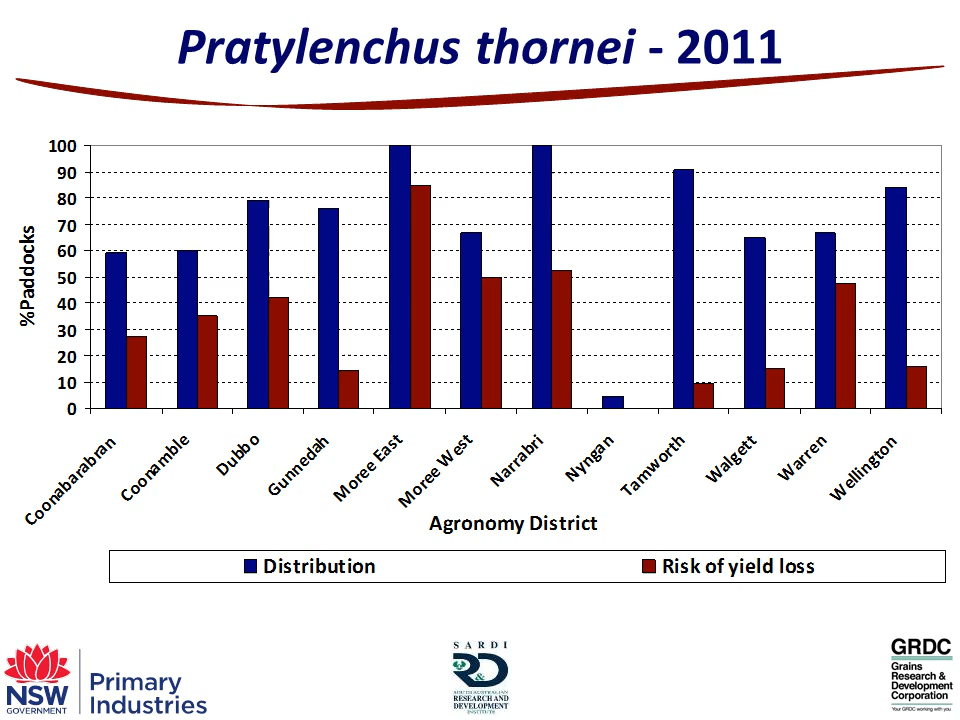 Pratylenchus thornei - 2011
%Paddocks
100
90
80
70
60
50
40
30
20
10
0
Coonabarabran
Coonamble
Dubbo
Gunnedah
Moree East
Moree West
Narrabri
Nyngan
Tamworth
Walgett
Warren
Wellington
Agronomy District
Distribution
Risk of yield loss
NSW
GOVERNMENT
Primary
Industries
SARDI
R&D
SOUTH AUSTRALIAN
RESEARCH AND
DEVELOPMENT
INSTITUTE
GRDC
Grains
Research &
Development
Corporation
Your GRDC working with you